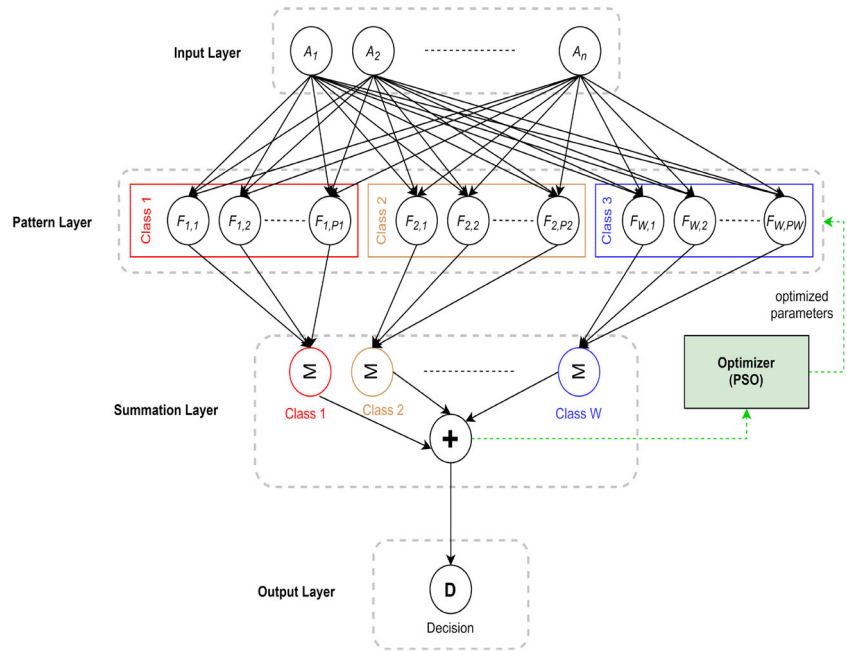 Input Layer
A1 A2 An
Pattern Layer
Class 1
F1,1 F1,2 F1,P1
Class 2
F2,1 F2,2 F2,P2
Class 3
FW,1 FW,2 FW,PW
optimized
parameters
Optimizer
(PSO)
Summation Layer
M M M
Class 1 Class 2 Class W
+
Output Layer
D
Decision